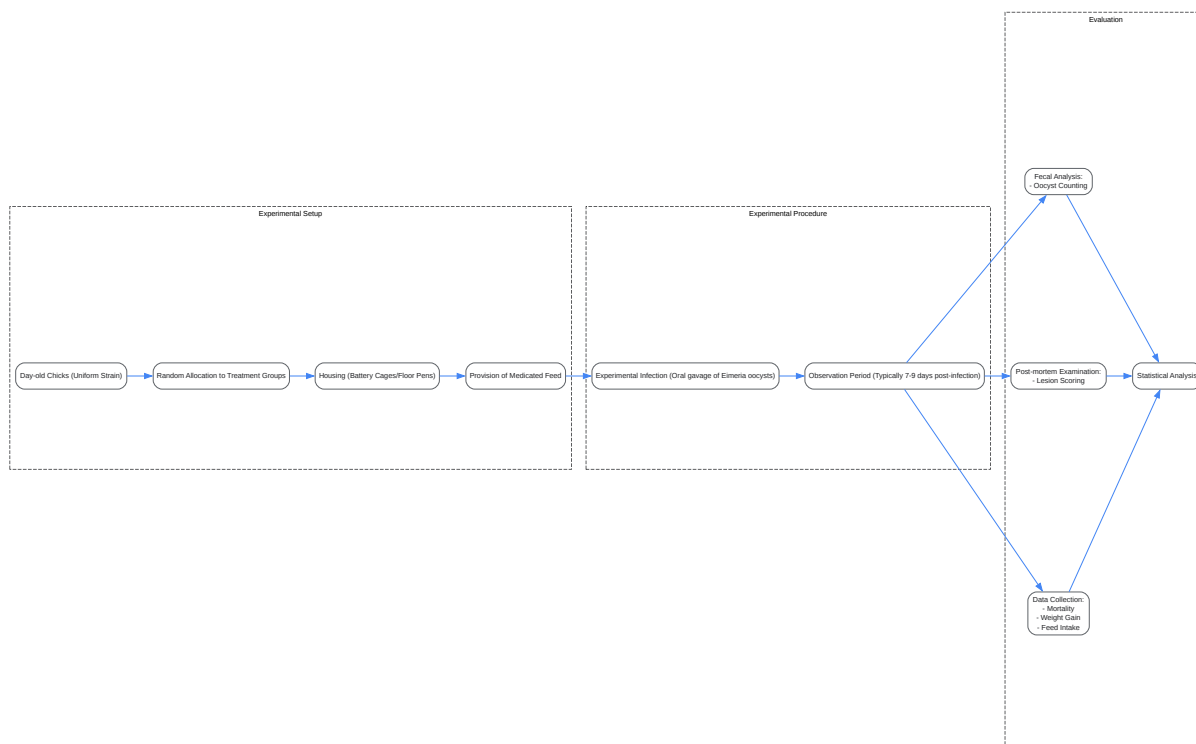 Evaluation
Fecal Analysis:
- Oocyst Counting
Experimental Setup
Experimental Procedure
Day-old Chicks (Uniform Strain)
Random Allocation to Treatment Groups
Housing (Battery Cages/Floor Pens)
Provision of Medicated Feed
Experimental Infection (Oral gavage of Eimeria oocysts)
Observation Period (Typically 7-9 days post-infection)
Post-mortem Examination:
- Lesion Scoring
Statistical Analysis
Data Collection:
- Mortality
- Weight Gain
- Feed Intake